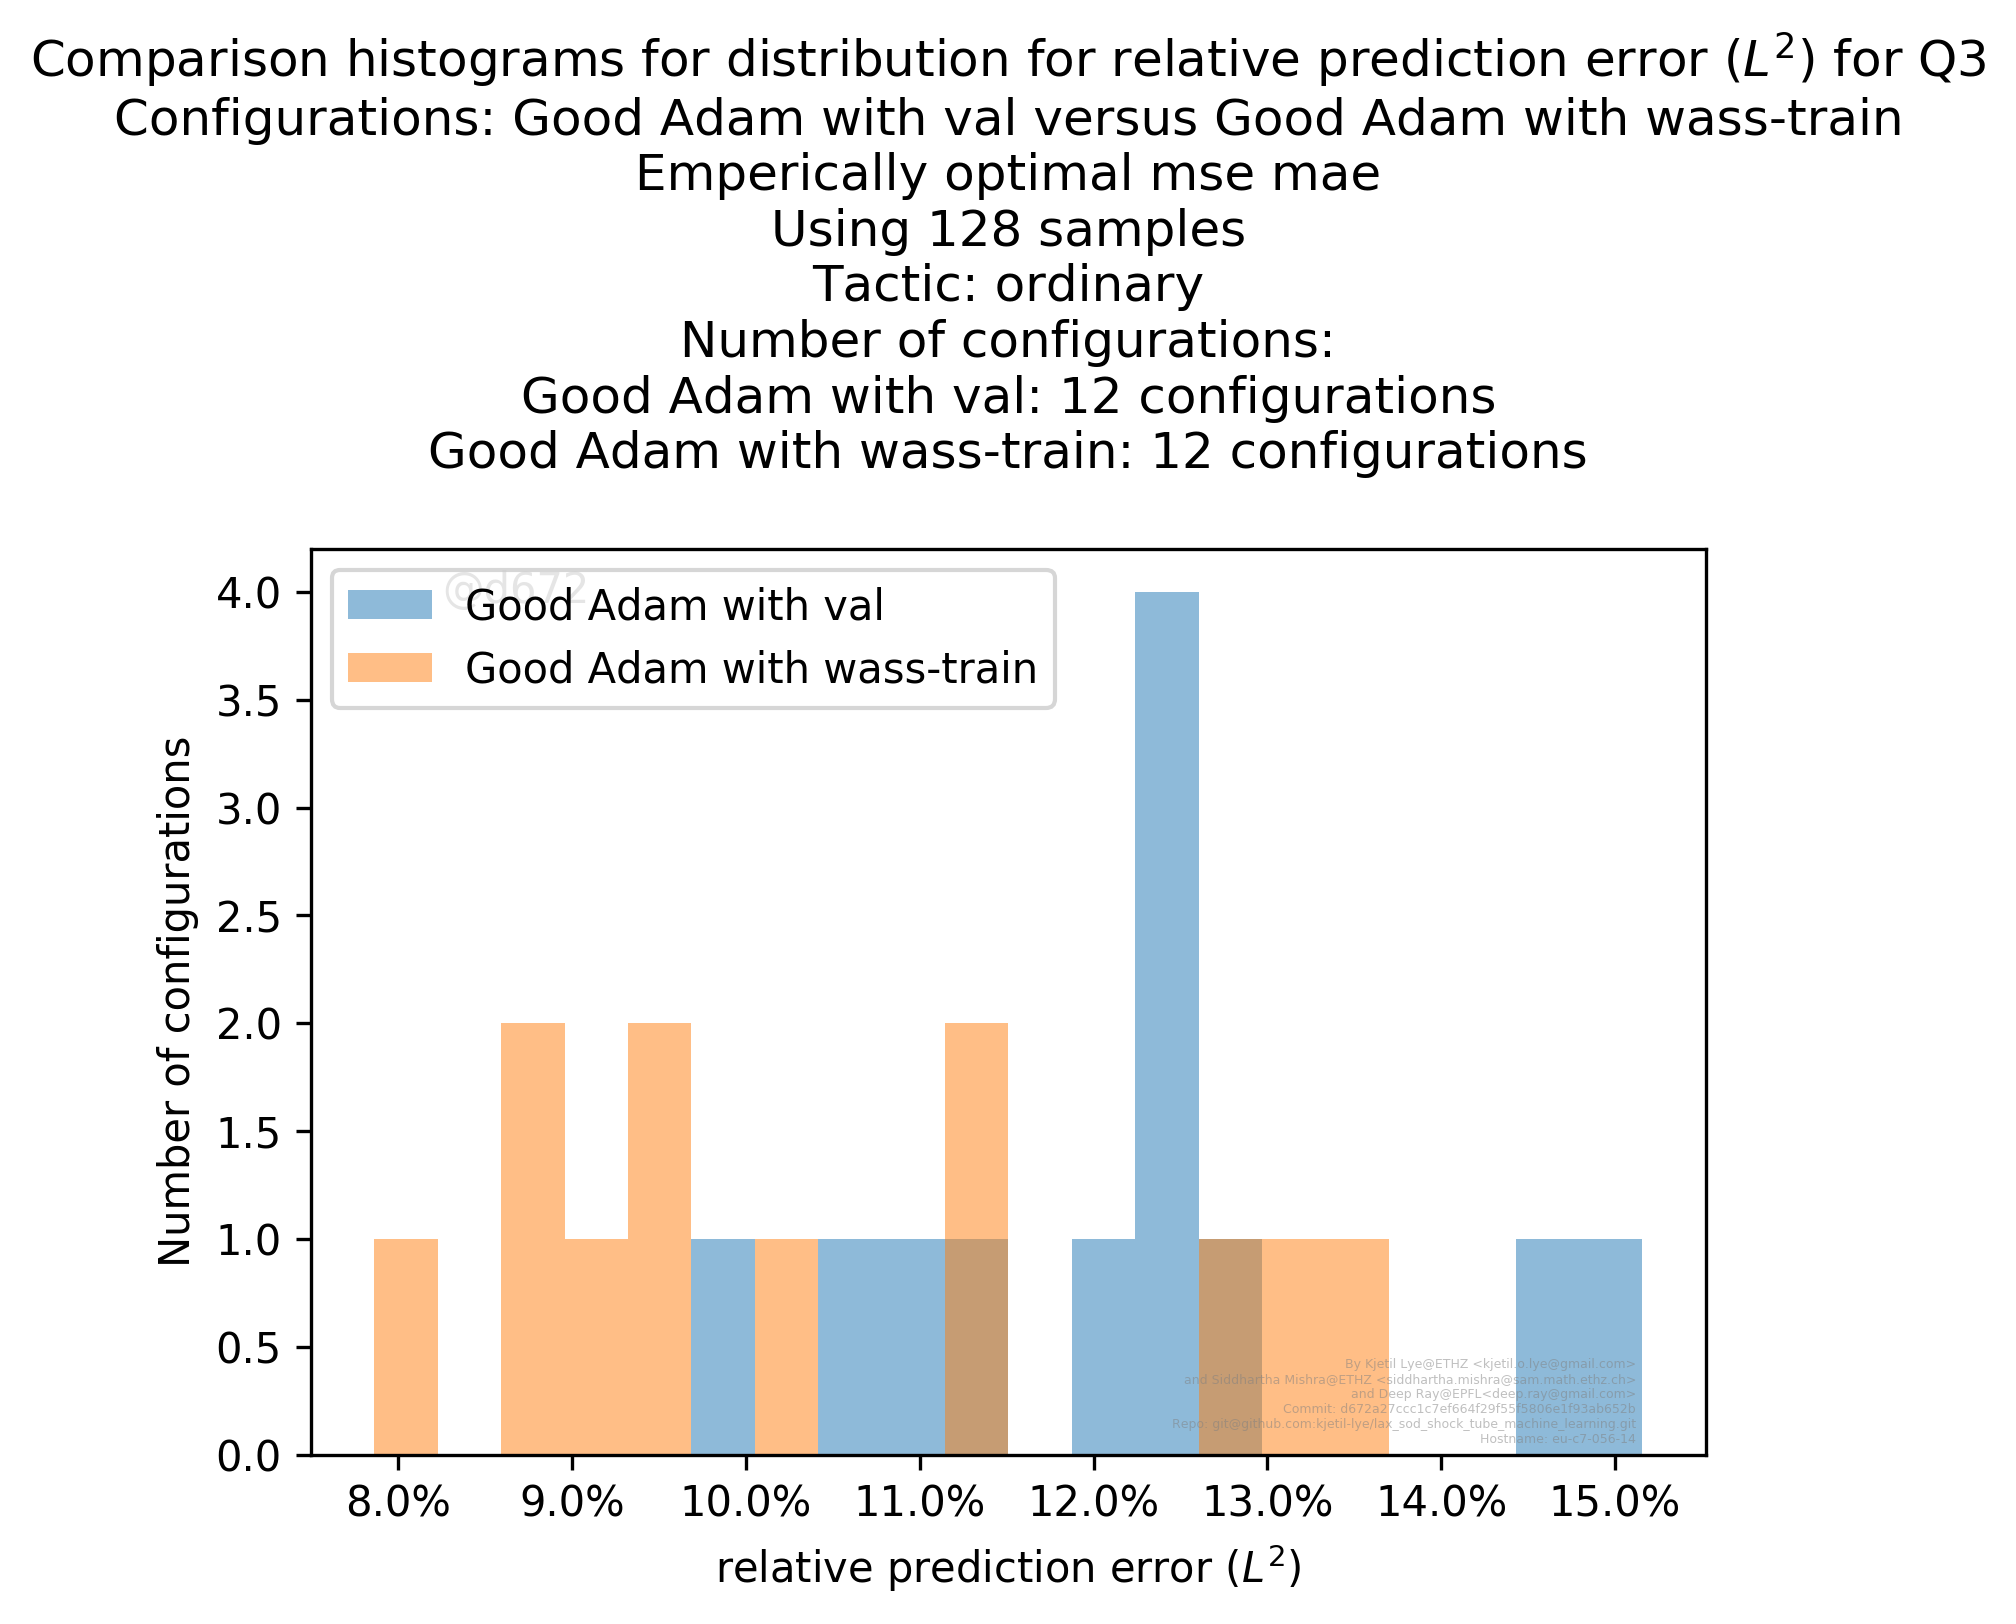 Comparison histograms for distribution for relative prediction error (L²) for Q3
Configurations: Good Adam with val versus Good Adam with wass-train
Emperically optimal mse mae
Using 128 samples
Tactic: ordinary
Number of configurations:
Good Adam with val: 12 configurations
Good Adam with wass-train: 12 configurations
@d672
Good Adam with val
Good Adam with wass-train
Number of configurations
4.0
3.5
3.0
2.5
2.0
1.5
1.0
0.5
0.0
By Kjetil Lye@ETHZ <kjetil.o.lye@gmail.com>
and Siddhartha Mishra@ETHZ <siddhartha.mishra@sam.math.ethz.ch>
and Deep Ray@EPFL<deep.ray@gmail.com>
Commit: d672a27ccc1c7ef664f29f55f5806e1f93ab652b
Repo: git@github.com:kjetil-lye/lax_sod_shock_tube_machine_learning.git
Hostname: eu-c7-056-14
8.0% 9.0% 10.0% 11.0% 12.0% 13.0% 14.0% 15.0%
relative prediction error (L²)